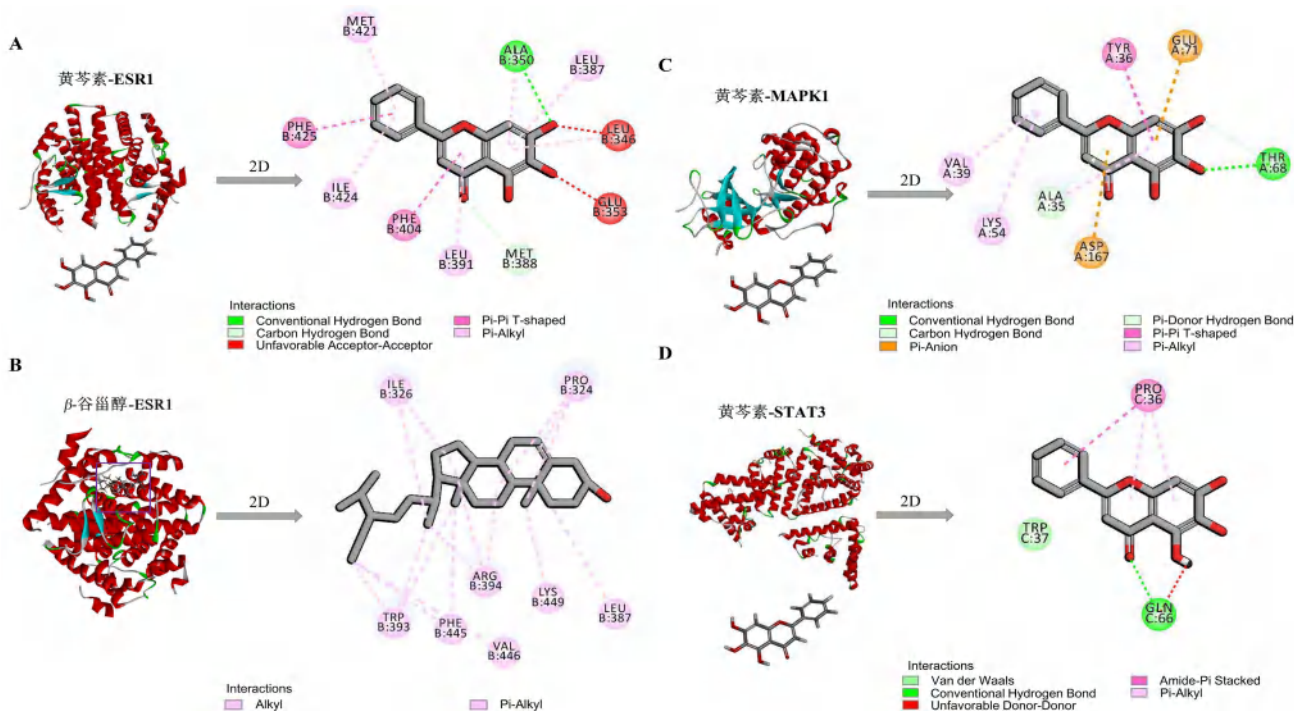 A
黄芩素-ESR1
2D
MET
B:421
ALA
B:350
LEU
B:387
PHE
B:425
LEU
B:346
ILE
B:424
GLU
B:353
PHE
B:404
LEU
B:391
MET
B:388
Interactions
Conventional Hydrogen Bond
Carbon Hydrogen Bond
Unfavorable Acceptor-Acceptor
Pi-Pi T-shaped
Pi-Alkyl
B
β-谷甾醇-ESR1
2D
ILE
B:326
PRO
B:324
ARG
B:394
LYS
B:449
LEU
B:387
TRP
B:393
PHE
B:445
VAL
B:446
Interactions
Alkyl
Pi-Alkyl
C
黄芩素-MAPK1
2D
TYR
A:36
GLU
A:71
VAL
A:39
THR
A:68
ALA
A:35
LYS
A:54
ASP
A:167
Interactions
Conventional Hydrogen Bond
Carbon Hydrogen Bond
Pi-Anion
Pi-Donor Hydrogen Bond
Pi-Pi T-shaped
Pi-Alkyl
D
黄芩素-STAT3
2D
PRO
C:36
TRP
C:37
GLN
C:66
Interactions
Van der Waals
Conventional Hydrogen Bond
Unfavorable Donor-Donor
Amide-Pi Stacked
Pi-Alkyl